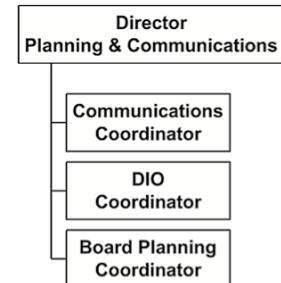 Director
Planning & Communications
Communications
Coordinator
DIO
Coordinator
Board Planning
Coordinator